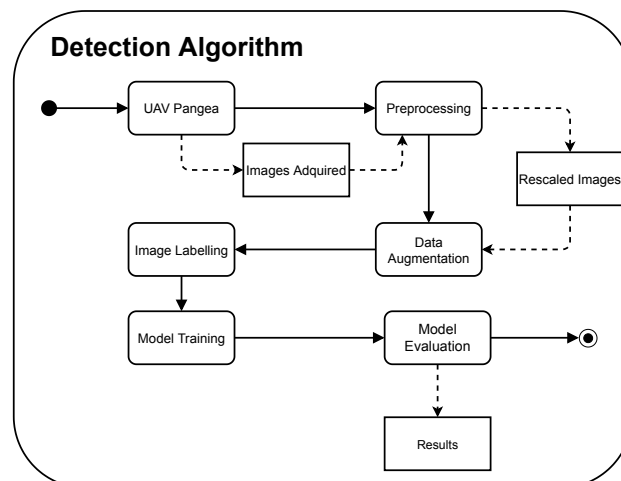 Detection Algorithm
UAV Pangea
Preprocessing
Images Adquired
Rescaled Images
Image Labelling
Data
Augmentation
Model Training
Model
Evaluation
Results